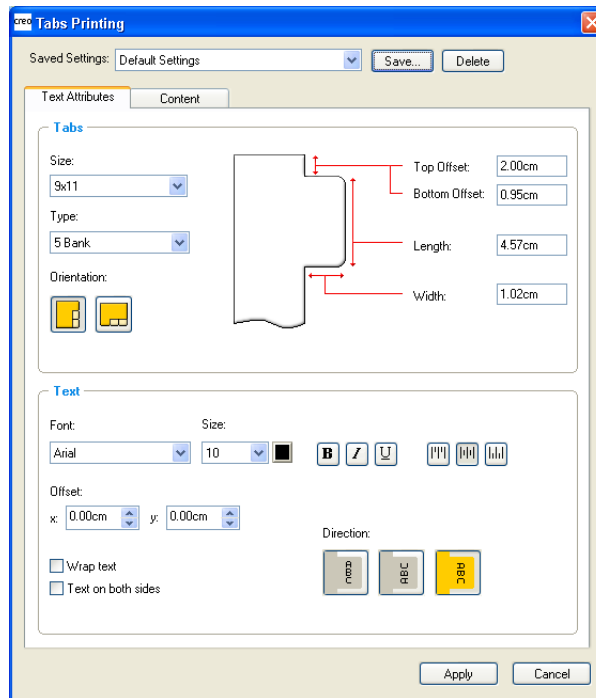 creo Tabs Printing
Saved Settings: Default Settings Save... Delete
Text Attributes Content
Tabs
Size:
9x11
Type:
5 Bank
Orientation:
Top Offset: 2.00cm
Bottom Offset: 0.95cm
Length: 4.57cm
Width: 1.02cm
Text
Font: Size:
Arial 10 B I U
Offset:
x: 0.00cm y: 0.00cm
Direction:
Wrap text
Text on both sides
ABC ABC ABC
Apply Cancel